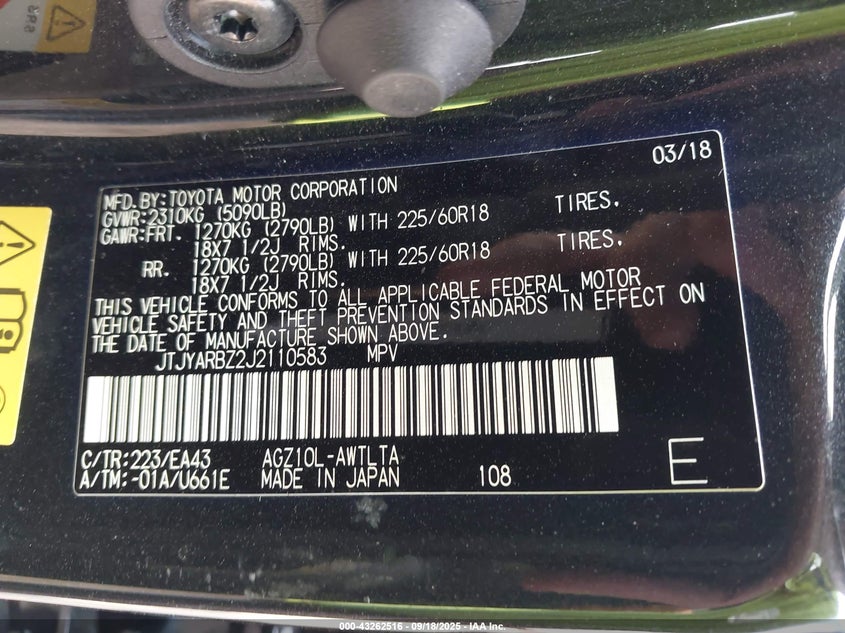 SRS
03/18
MFD.BY:TOYOTA MOTOR CORPORATION
GVWR:2310KG (5090LB)
GAWR:FRT. 1270KG (2790LB) WITH 225/60R18 TIRES.
18X7 1/2J RIMS.
RR. 1270KG (2790LB) WITH 225/60R18 TIRES.
18X7 1/2J RIMS.
THIS VEHICLE CONFORMS TO ALL APPLICABLE FEDERAL MOTOR
VEHICLE SAFETY AND THEFT PREVENTION STANDARDS IN EFFECT ON
THE DATE OF MANUFACTURE SHOWN ABOVE.
JTJYARBZ2J2110583 MPV
C/TR:223/EA43 AGZ10L-AWTLTA
A/TM:-01A/U661E MADE IN JAPAN 108 E
000-43262516 - 09/18/2025 - IAA Inc.